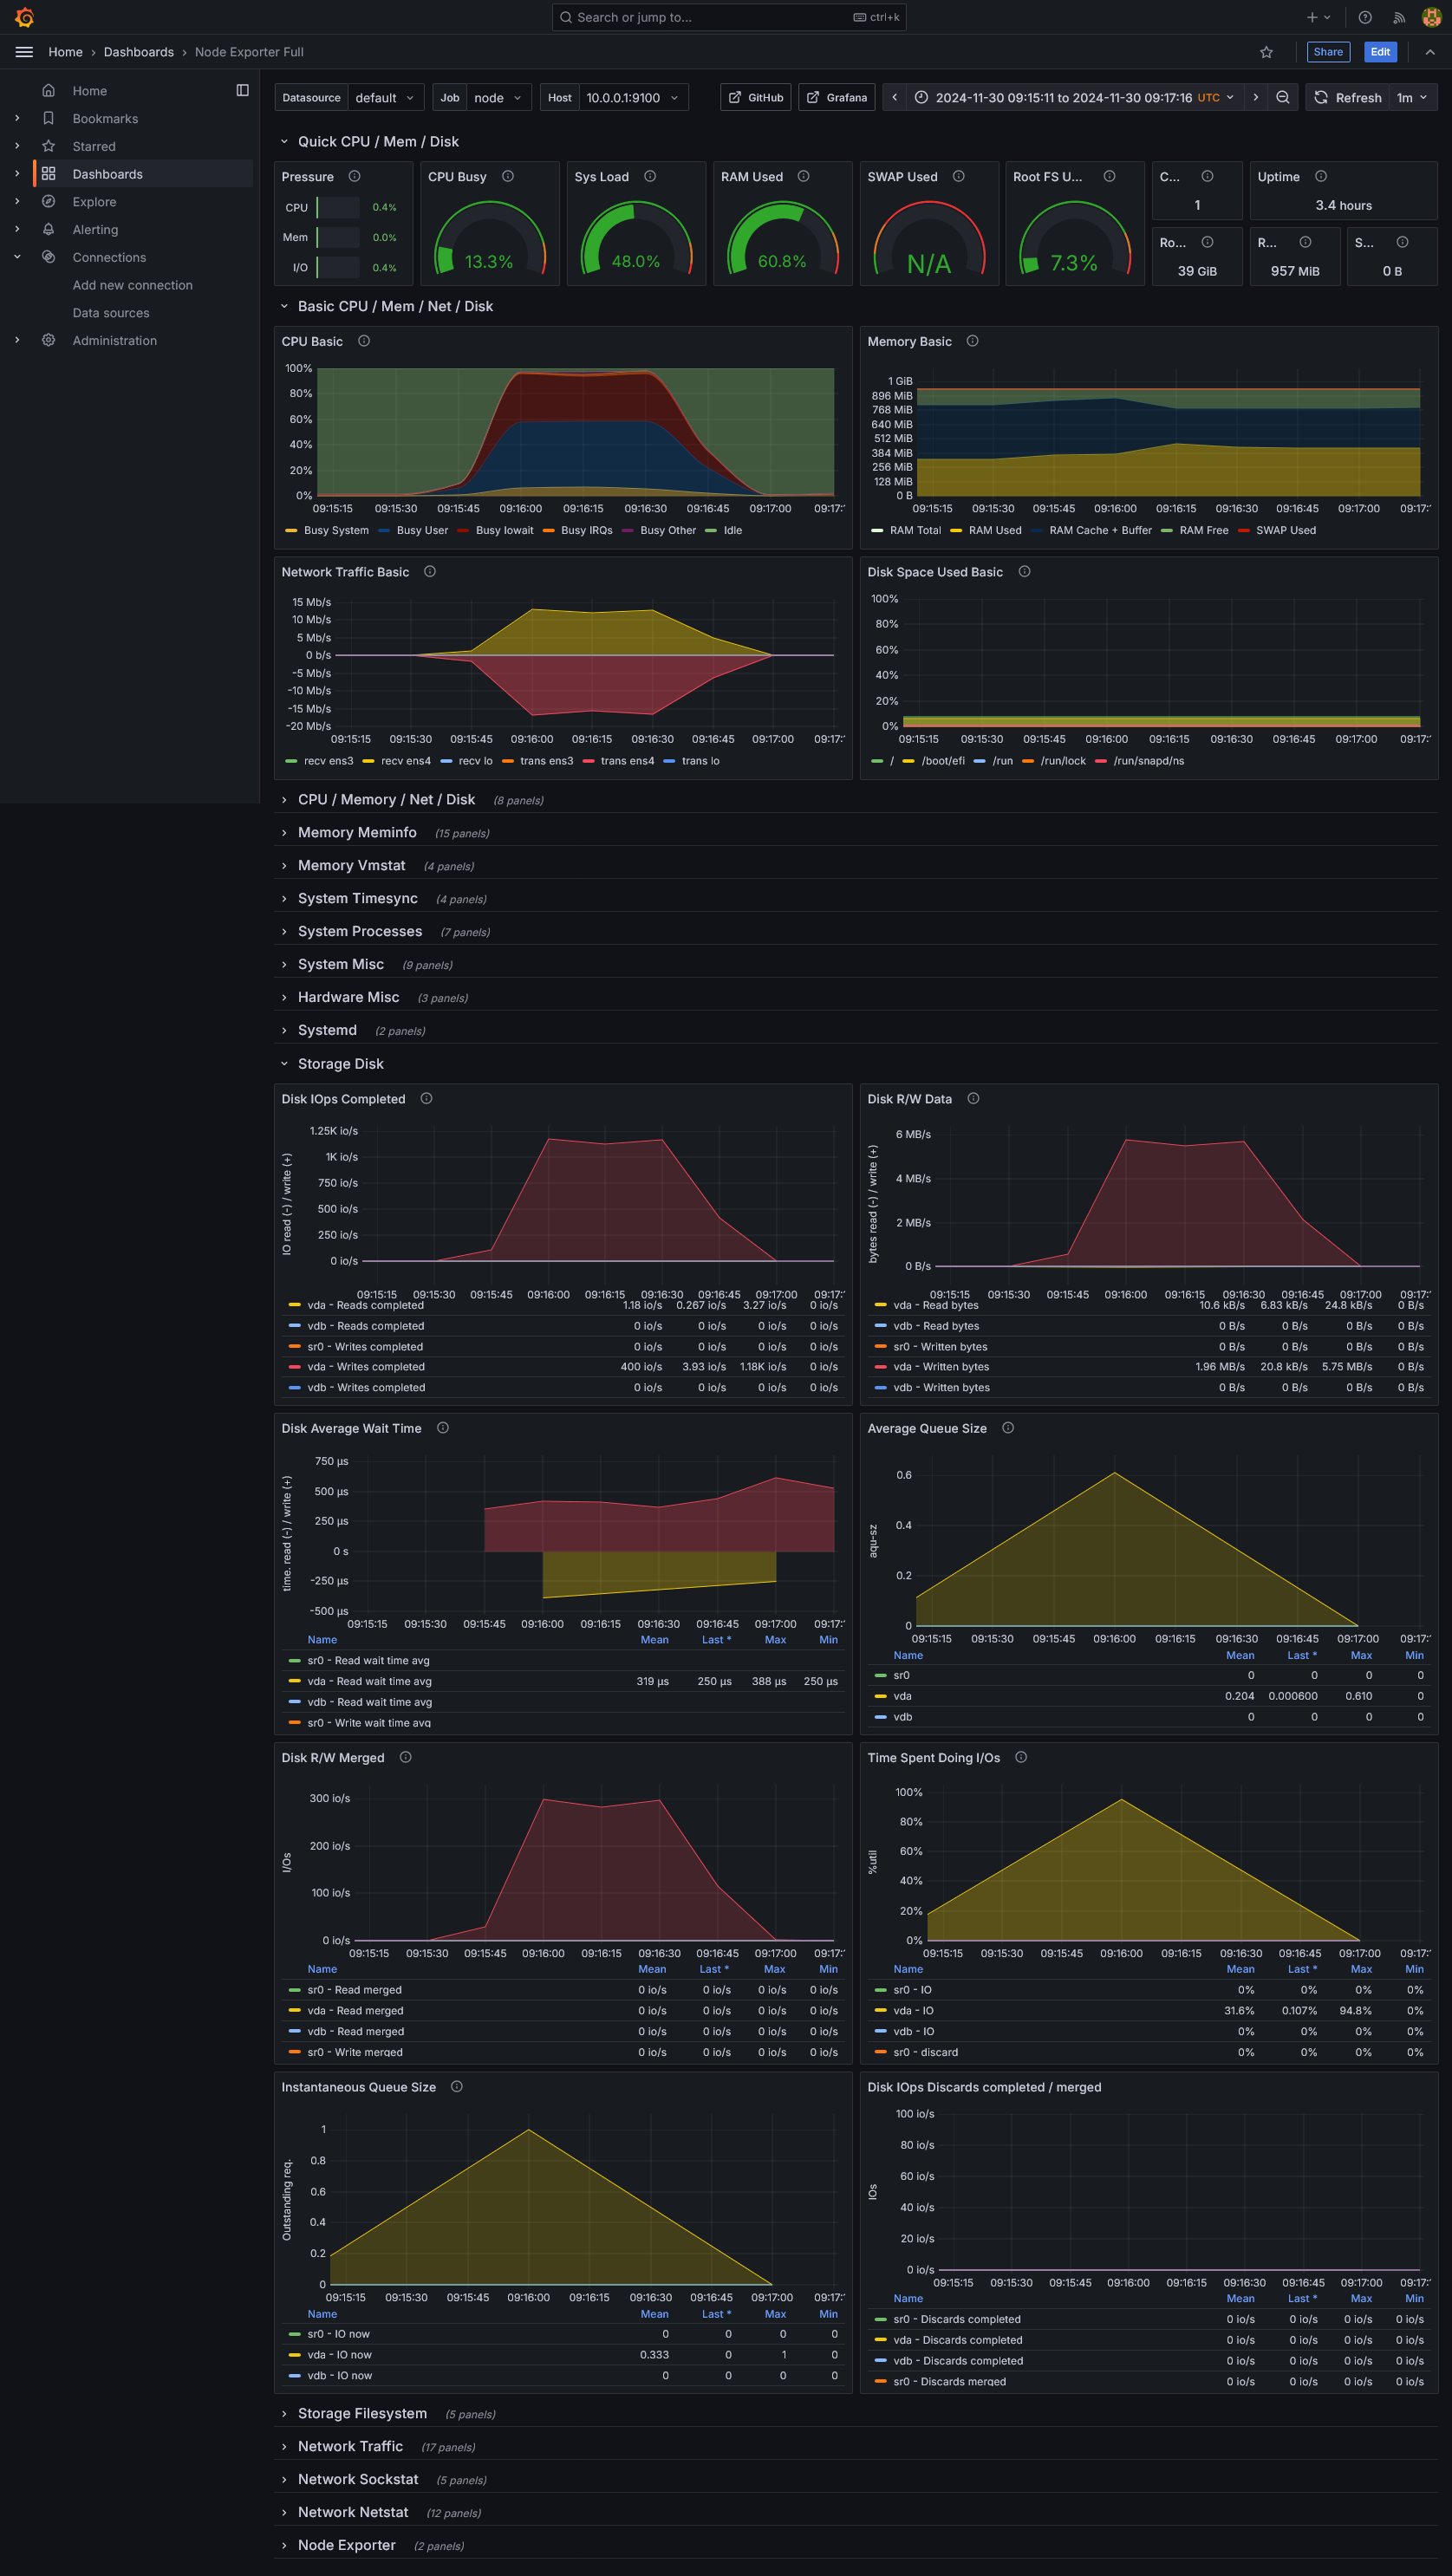 Search or jump to... ctrl+k
Home › Dashboards › Node Exporter Full Share Edit
Home
Bookmarks
Starred
Dashboards
Explore
Alerting
Connections
Add new connection
Data sources
Administration
Datasource default Job node Host 10.0.0.1:9100 GitHub Grafana 2024-11-30 09:15:11 to 2024-11-30 09:17:16 UTC Refresh 1m
Quick CPU / Mem / Disk
Pressure
CPU 0.4%
Mem 0.0%
I/O 0.4%
CPU Busy
13.3%
Sys Load
48.0%
RAM Used
60.8%
SWAP Used
N/A
Root FS U...
7.3%
C...
1
Uptime
3.4 hours
Ro...
39 GiB
R...
957 MiB
S...
0 B
Basic CPU / Mem / Net / Disk
CPU Basic
100%
80%
60%
40%
20%
0%
09:15:15 09:15:30 09:15:45 09:16:00 09:16:15 09:16:30 09:16:45 09:17:00 09:17:
Busy System Busy User Busy Iowait Busy IRQs Busy Other Idle
Memory Basic
1 GiB
896 MiB
768 MiB
640 MiB
512 MiB
384 MiB
256 MiB
128 MiB
0 B
09:15:15 09:15:30 09:15:45 09:16:00 09:16:15 09:16:30 09:16:45 09:17:00 09:17:
RAM Total RAM Used RAM Cache + Buffer RAM Free SWAP Used
Network Traffic Basic
15 Mb/s
10 Mb/s
5 Mb/s
0 b/s
-5 Mb/s
-10 Mb/s
-15 Mb/s
-20 Mb/s
09:15:15 09:15:30 09:15:45 09:16:00 09:16:15 09:16:30 09:16:45 09:17:00 09:17:
recv ens3 recv ens4 recv lo trans ens3 trans ens4 trans lo
Disk Space Used Basic
100%
80%
60%
40%
20%
0%
09:15:15 09:15:30 09:15:45 09:16:00 09:16:15 09:16:30 09:16:45 09:17:00 09:17:
/ /boot/efi /run /run/lock /run/snapd/ns
CPU / Memory / Net / Disk (8 panels)
Memory Meminfo (15 panels)
Memory Vmstat (4 panels)
System Timesync (4 panels)
System Processes (7 panels)
System Misc (9 panels)
Hardware Misc (3 panels)
Systemd (2 panels)
Storage Disk
Disk IOps Completed
IO read (-) / write (+)
1.25K io/s
1K io/s
750 io/s
500 io/s
250 io/s
0 io/s
09:15:15 09:15:30 09:15:45 09:16:00 09:16:15 09:16:30 09:16:45 09:17:00 09:17:
vda - Reads completed 1.18 io/s 0.267 io/s 3.27 io/s 0 io/s
vdb - Reads completed 0 io/s 0 io/s 0 io/s 0 io/s
sr0 - Writes completed 0 io/s 0 io/s 0 io/s 0 io/s
vda - Writes completed 400 io/s 3.93 io/s 1.18K io/s 0 io/s
vdb - Writes completed 0 io/s 0 io/s 0 io/s 0 io/s
Disk R/W Data
bytes read (-) / write (+)
6 MB/s
4 MB/s
2 MB/s
0 B/s
09:15:15 09:15:30 09:15:45 09:16:00 09:16:15 09:16:30 09:16:45 09:17:00 09:17:
vda - Read bytes 10.6 kB/s 6.83 kB/s 24.8 kB/s 0 B/s
vdb - Read bytes 0 B/s 0 B/s 0 B/s 0 B/s
sr0 - Written bytes 0 B/s 0 B/s 0 B/s 0 B/s
vda - Written bytes 1.96 MB/s 20.8 kB/s 5.75 MB/s 0 B/s
vdb - Written bytes 0 B/s 0 B/s 0 B/s 0 B/s
Disk Average Wait Time
time. read (-) / write (+)
750 µs
500 µs
250 µs
0 s
-250 µs
-500 µs
09:15:15 09:15:30 09:15:45 09:16:00 09:16:15 09:16:30 09:16:45 09:17:00 09:17:
Name Mean Last * Max Min
sr0 - Read wait time avg
vda - Read wait time avg 319 µs 250 µs 388 µs 250 µs
vdb - Read wait time avg
sr0 - Write wait time avg
Average Queue Size
aqu-sz
0.6
0.4
0.2
0
09:15:15 09:15:30 09:15:45 09:16:00 09:16:15 09:16:30 09:16:45 09:17:00 09:17:
Name Mean Last * Max Min
sr0 0 0 0 0
vda 0.204 0.000600 0.610 0
vdb 0 0 0 0
Disk R/W Merged
I/Os
300 io/s
200 io/s
100 io/s
0 io/s
09:15:15 09:15:30 09:15:45 09:16:00 09:16:15 09:16:30 09:16:45 09:17:00 09:17:
Name Mean Last * Max Min
sr0 - Read merged 0 io/s 0 io/s 0 io/s 0 io/s
vda - Read merged 0 io/s 0 io/s 0 io/s 0 io/s
vdb - Read merged 0 io/s 0 io/s 0 io/s 0 io/s
sr0 - Write merged 0 io/s 0 io/s 0 io/s 0 io/s
Time Spent Doing I/Os
%util
100%
80%
60%
40%
20%
0%
09:15:15 09:15:30 09:15:45 09:16:00 09:16:15 09:16:30 09:16:45 09:17:00 09:17:
Name Mean Last * Max Min
sr0 - IO 0% 0% 0% 0%
vda - IO 31.6% 0.107% 94.8% 0%
vdb - IO 0% 0% 0% 0%
sr0 - discard 0% 0% 0% 0%
Instantaneous Queue Size
Outstanding req.
1
0.8
0.6
0.4
0.2
0
09:15:15 09:15:30 09:15:45 09:16:00 09:16:15 09:16:30 09:16:45 09:17:00 09:17:
Name Mean Last * Max Min
sr0 - IO now 0 0 0 0
vda - IO now 0.333 0 1 0
vdb - IO now 0 0 0 0
Disk IOps Discards completed / merged
IOs
100 io/s
80 io/s
60 io/s
40 io/s
20 io/s
0 io/s
09:15:15 09:15:30 09:15:45 09:16:00 09:16:15 09:16:30 09:16:45 09:17:00 09:17:
Name Mean Last * Max Min
sr0 - Discards completed 0 io/s 0 io/s 0 io/s 0 io/s
vda - Discards completed 0 io/s 0 io/s 0 io/s 0 io/s
vdb - Discards completed 0 io/s 0 io/s 0 io/s 0 io/s
sr0 - Discards merged 0 io/s 0 io/s 0 io/s 0 io/s
Storage Filesystem (5 panels)
Network Traffic (17 panels)
Network Sockstat (5 panels)
Network Netstat (12 panels)
Node Exporter (2 panels)